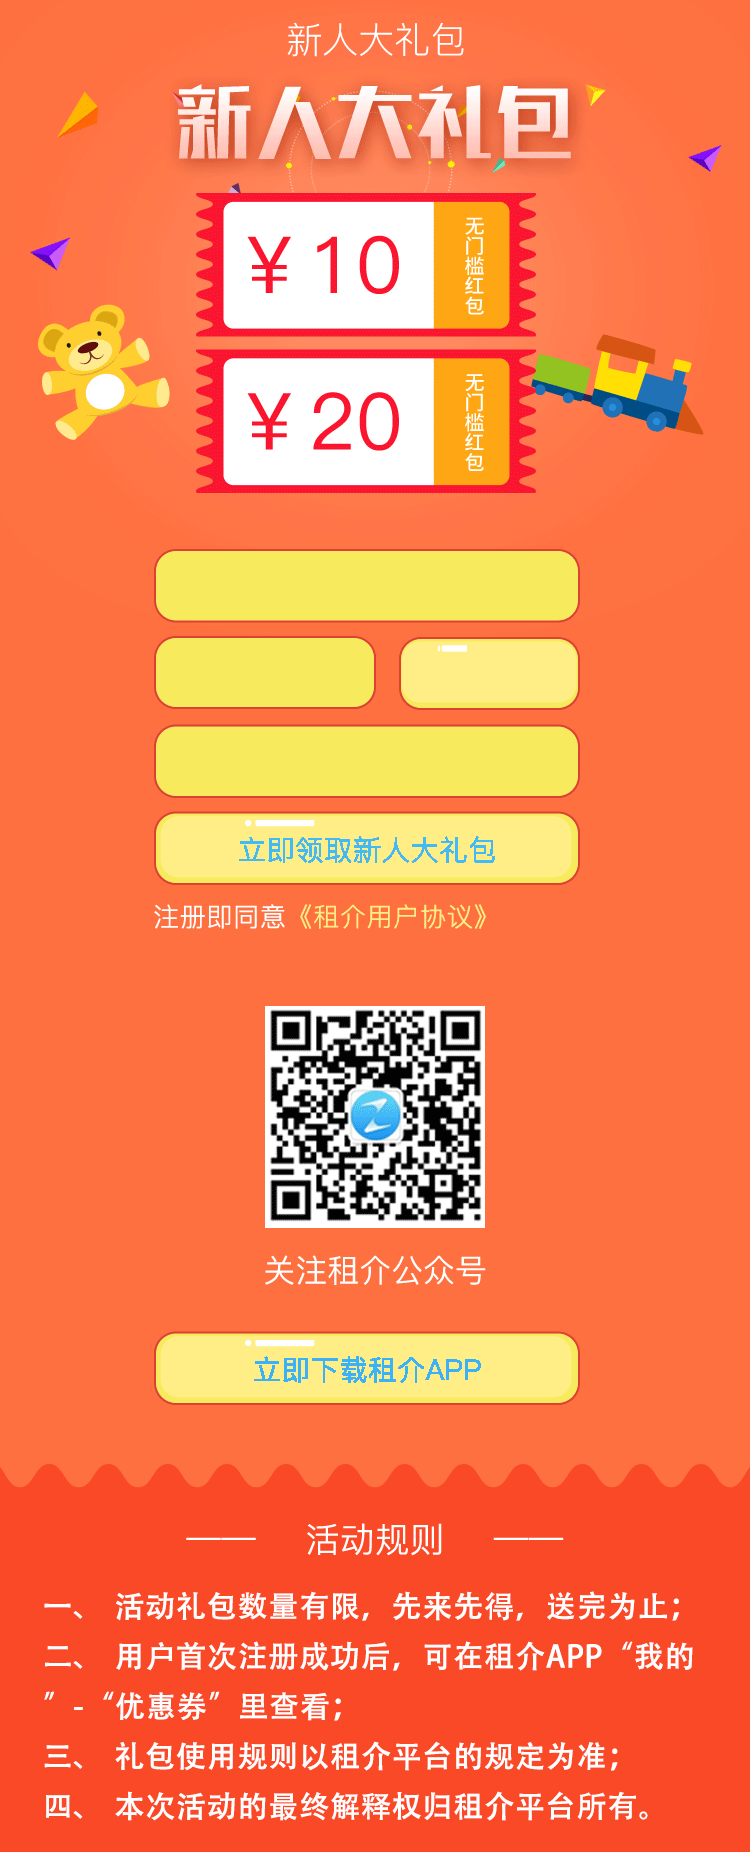 新人大礼包
新人大礼包
￥10
无门槛红包
￥20
无门槛红包
立即领取新人大礼包
注册即同意《租介用户协议》
关注租介公众号
立即下载租介APP
活动规则
一、 活动礼包数量有限，先来先得，送完为止；
二、 用户首次注册成功后，可在租介APP“我的
”-“优惠券”里查看；
三、 礼包使用规则以租介平台的规定为准；
四、 本次活动的最终解释权归租介平台所有。